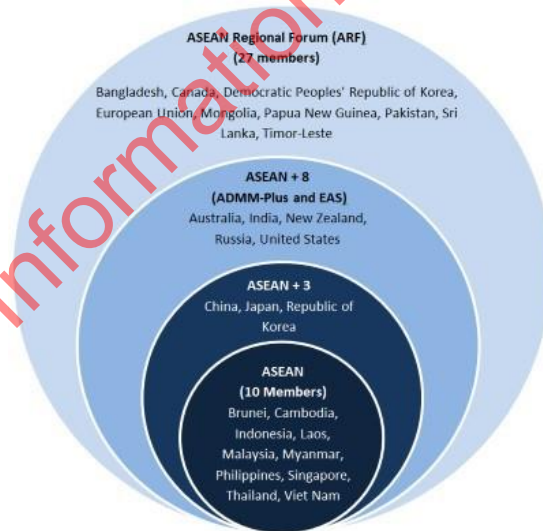 ASEAN Regional Forum (ARF)
(27 members)
Bangladesh, Canada, Democratic Peoples' Republic of Korea,
European Union, Mongolia, Papua New Guinea, Pakistan, Sri
Lanka, Timor-Leste
ASEAN + 8
(ADMM-Plus and EAS)
Australia, India, New Zealand,
Russia, United States
ASEAN + 3
China, Japan, Republic of
Korea
ASEAN
(10 Members)
Brunei, Cambodia,
Indonesia, Laos,
Malaysia, Myanmar,
Philippines, Singapore,
Thailand, Viet Nam
Information